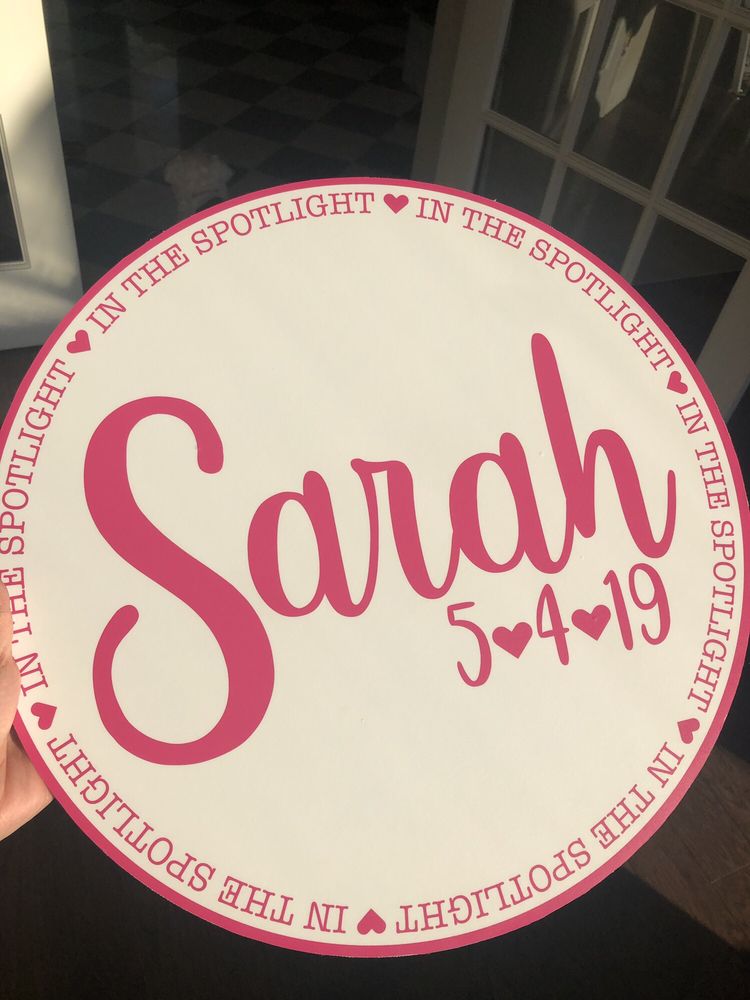 IN THE SPOTLIGHT ♥ IN THE SPOTLIGHT ♥ IN THE SPOTLIGHT ♥ IN THE SPOTLIGHT ♥ IN THE SPOTLIGHT ♥ IN THE SPOTLIGHT ♥
Sarah
5♥4♥19